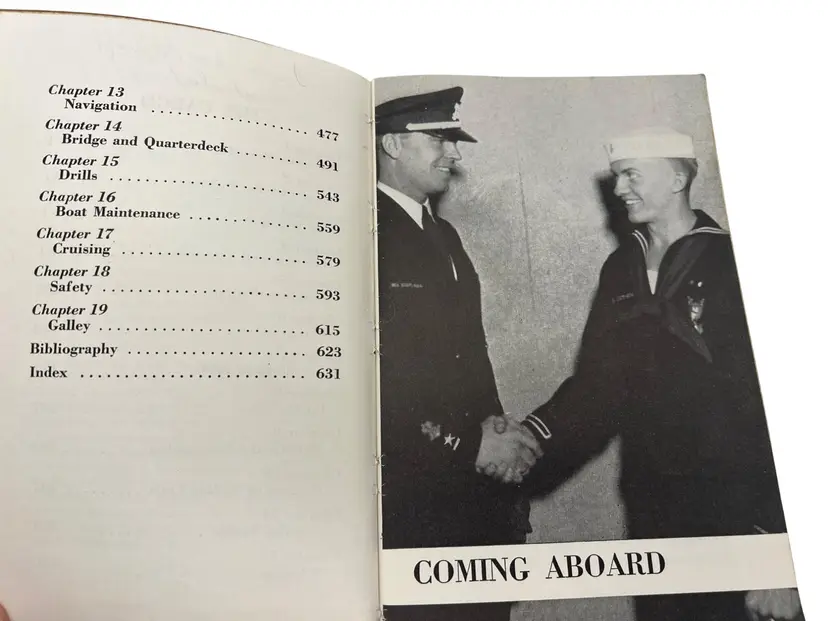 Chapter 13
Navigation .................... 477
Chapter 14
Bridge and Quarterdeck .......... 491
Chapter 15
Drills .......................... 543
Chapter 16
Boat Maintenance ............... 559
Chapter 17
Cruising ........................ 579
Chapter 18
Safety .......................... 593
Chapter 19
Galley .......................... 615
Bibliography .................... 623
Index ........................... 631
COMING ABOARD